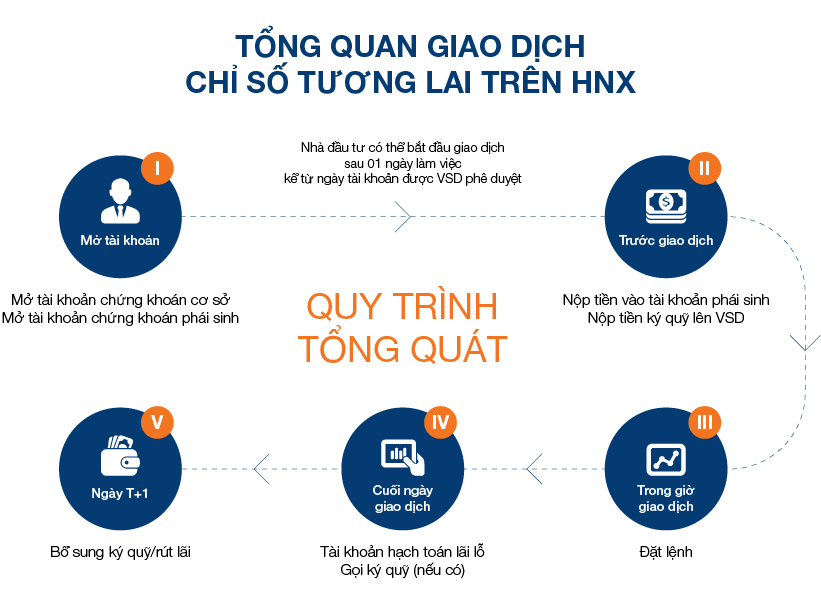 TỔNG QUAN GIAO DỊCH
CHỈ SỐ TƯƠNG LAI TRÊN HNX
I
Mở tài khoản
Mở tài khoản chứng khoán cơ sở
Mở tài khoản chứng khoán phái sinh
Nhà đầu tư có thể bắt đầu giao dịch
sau 01 ngày làm việc
kể từ ngày tài khoản được VSD phê duyệt
II
Trước giao dịch
Nộp tiền vào tài khoản phái sinh
Nộp tiền ký quỹ lên VSD
QUY TRÌNH
TỔNG QUÁT
III
Trong giờ
giao dịch
Đặt lệnh
IV
Cuối ngày
giao dịch
Tài khoản hạch toán lãi lỗ
Gọi ký quỹ (nếu có)
V
Ngày T+1
Bổ sung ký quỹ/rút lãi